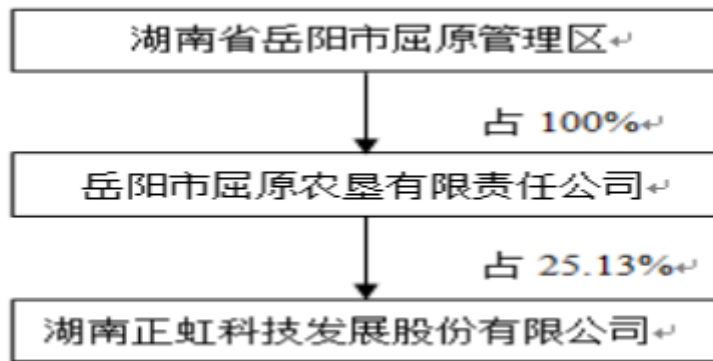 湖南省岳阳市屈原管理区↵
占 100%↵
岳阳市屈原农垦有限责任公司↵
占 25.13%↵
湖南正虹科技发展股份有限公司↵